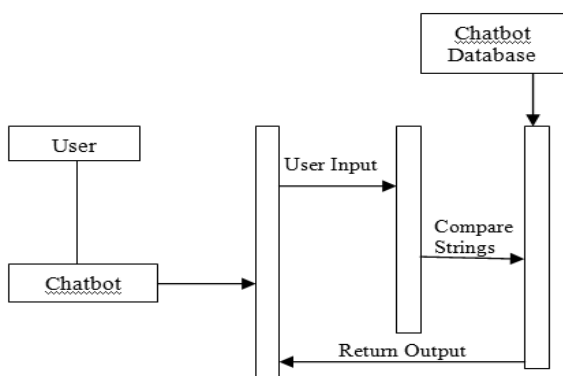 Chatbot
Database
User
User Input
Compare
Strings
Chatbot
Return Output